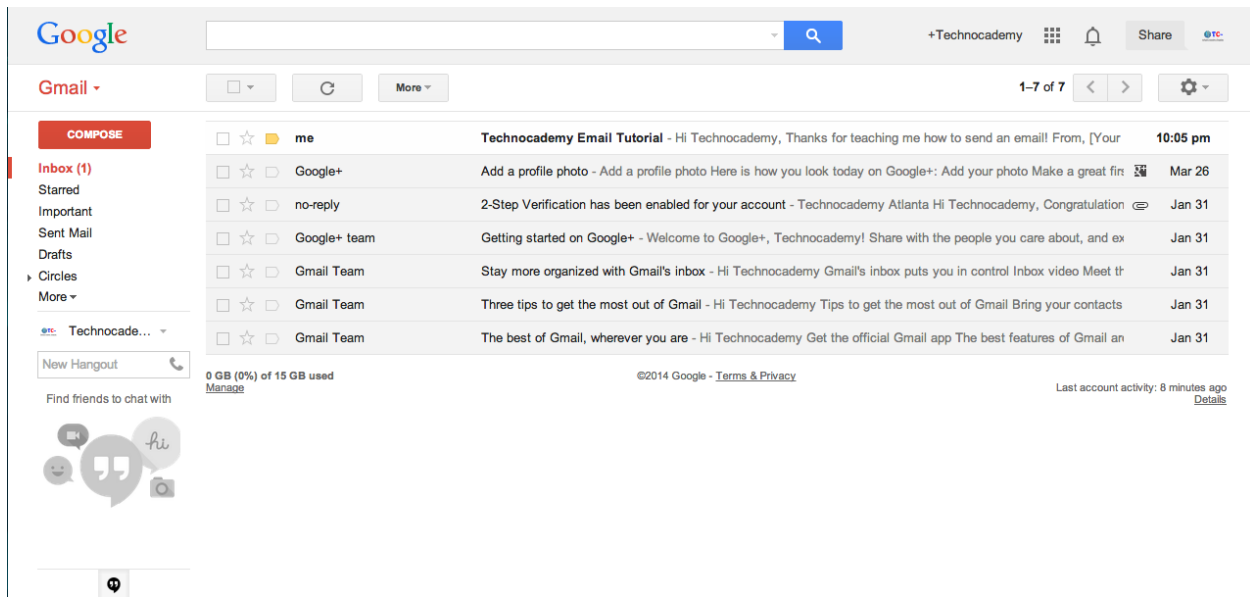 Google
+Technocademy
Share
Gmail
More
1–7 of 7
COMPOSE
Inbox (1)
Starred
Important
Sent Mail
Drafts
Circles
More
Technocade...
New Hangout
Find friends to chat with
hi
me Technocademy Email Tutorial - Hi Technocademy, Thanks for teaching me how to send an email! From, [Your 10:05 pm
Google+ Add a profile photo - Add a profile photo Here is how you look today on Google+: Add your photo Make a great Mar 26
no-reply 2-Step Verification has been enabled for your account - Technocademy Atlanta Hi Technocademy, Congratulation Jan 31
Google+ team Getting started on Google+ - Welcome to Google+, Technocademy! Share with the people you care about, and ex Jan 31
Gmail Team Stay more organized with Gmail's inbox - Hi Technocademy Gmail's inbox puts you in control Inbox video Meet th Jan 31
Gmail Team Three tips to get the most out of Gmail - Hi Technocademy Tips to get the most out of Gmail Bring your contacts Jan 31
Gmail Team The best of Gmail, wherever you are - Hi Technocademy Get the official Gmail app The best features of Gmail Jan 31
0 GB (0%) of 15 GB used
Manage
©2014 Google - Terms & Privacy
Last account activity: 8 minutes ago
Details